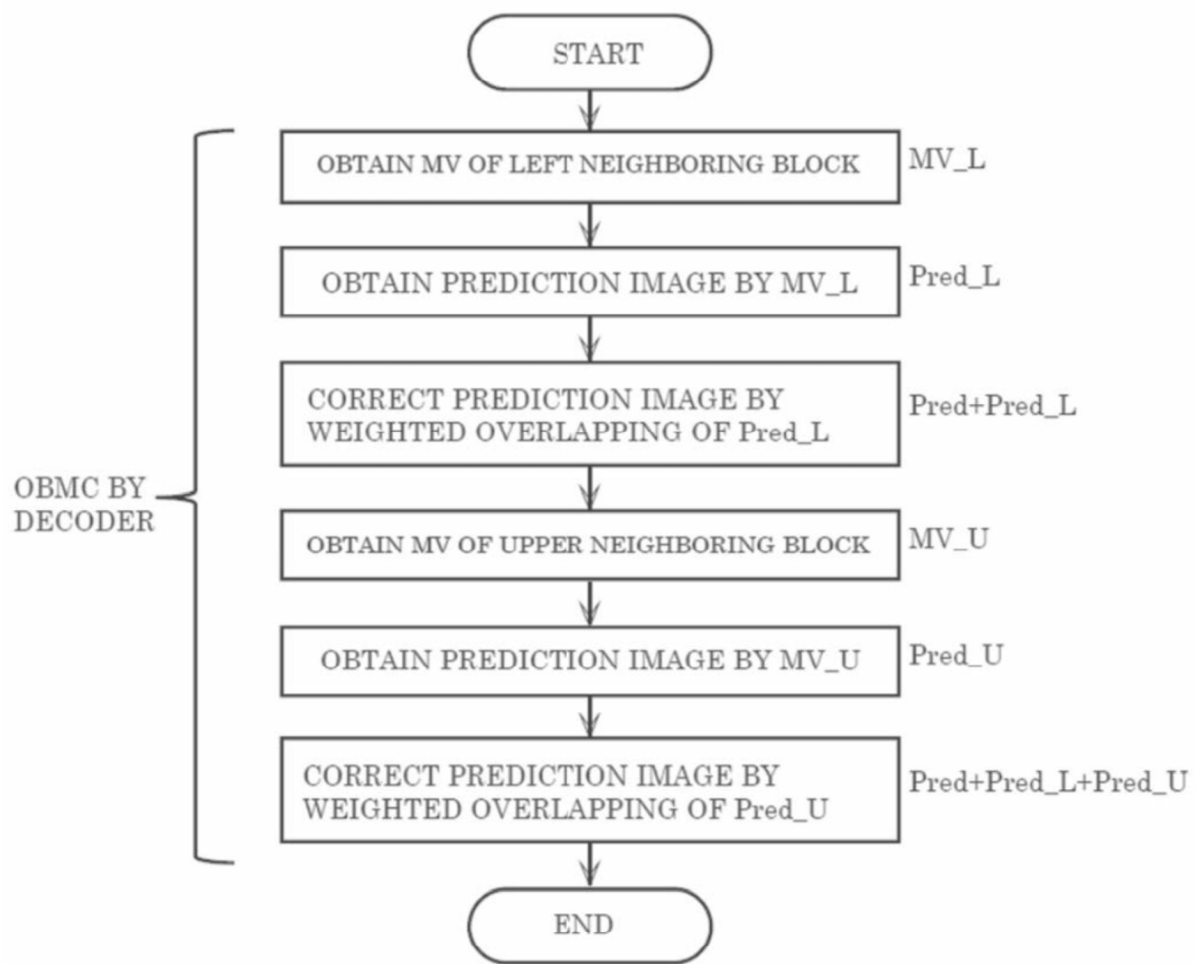 START
OBTAIN MV OF LEFT NEIGHBORING BLOCK
MV_L
OBTAIN PREDICTION IMAGE BY MV_L
Pred_L
CORRECT PREDICTION IMAGE BY
WEIGHTED OVERLAPPING OF Pred_L
Pred+Pred_L
OBMC BY
DECODER
OBTAIN MV OF UPPER NEIGHBORING BLOCK
MV_U
OBTAIN PREDICTION IMAGE BY MV_U
Pred_U
CORRECT PREDICTION IMAGE BY
WEIGHTED OVERLAPPING OF Pred_U
Pred+Pred_L+Pred_U
END